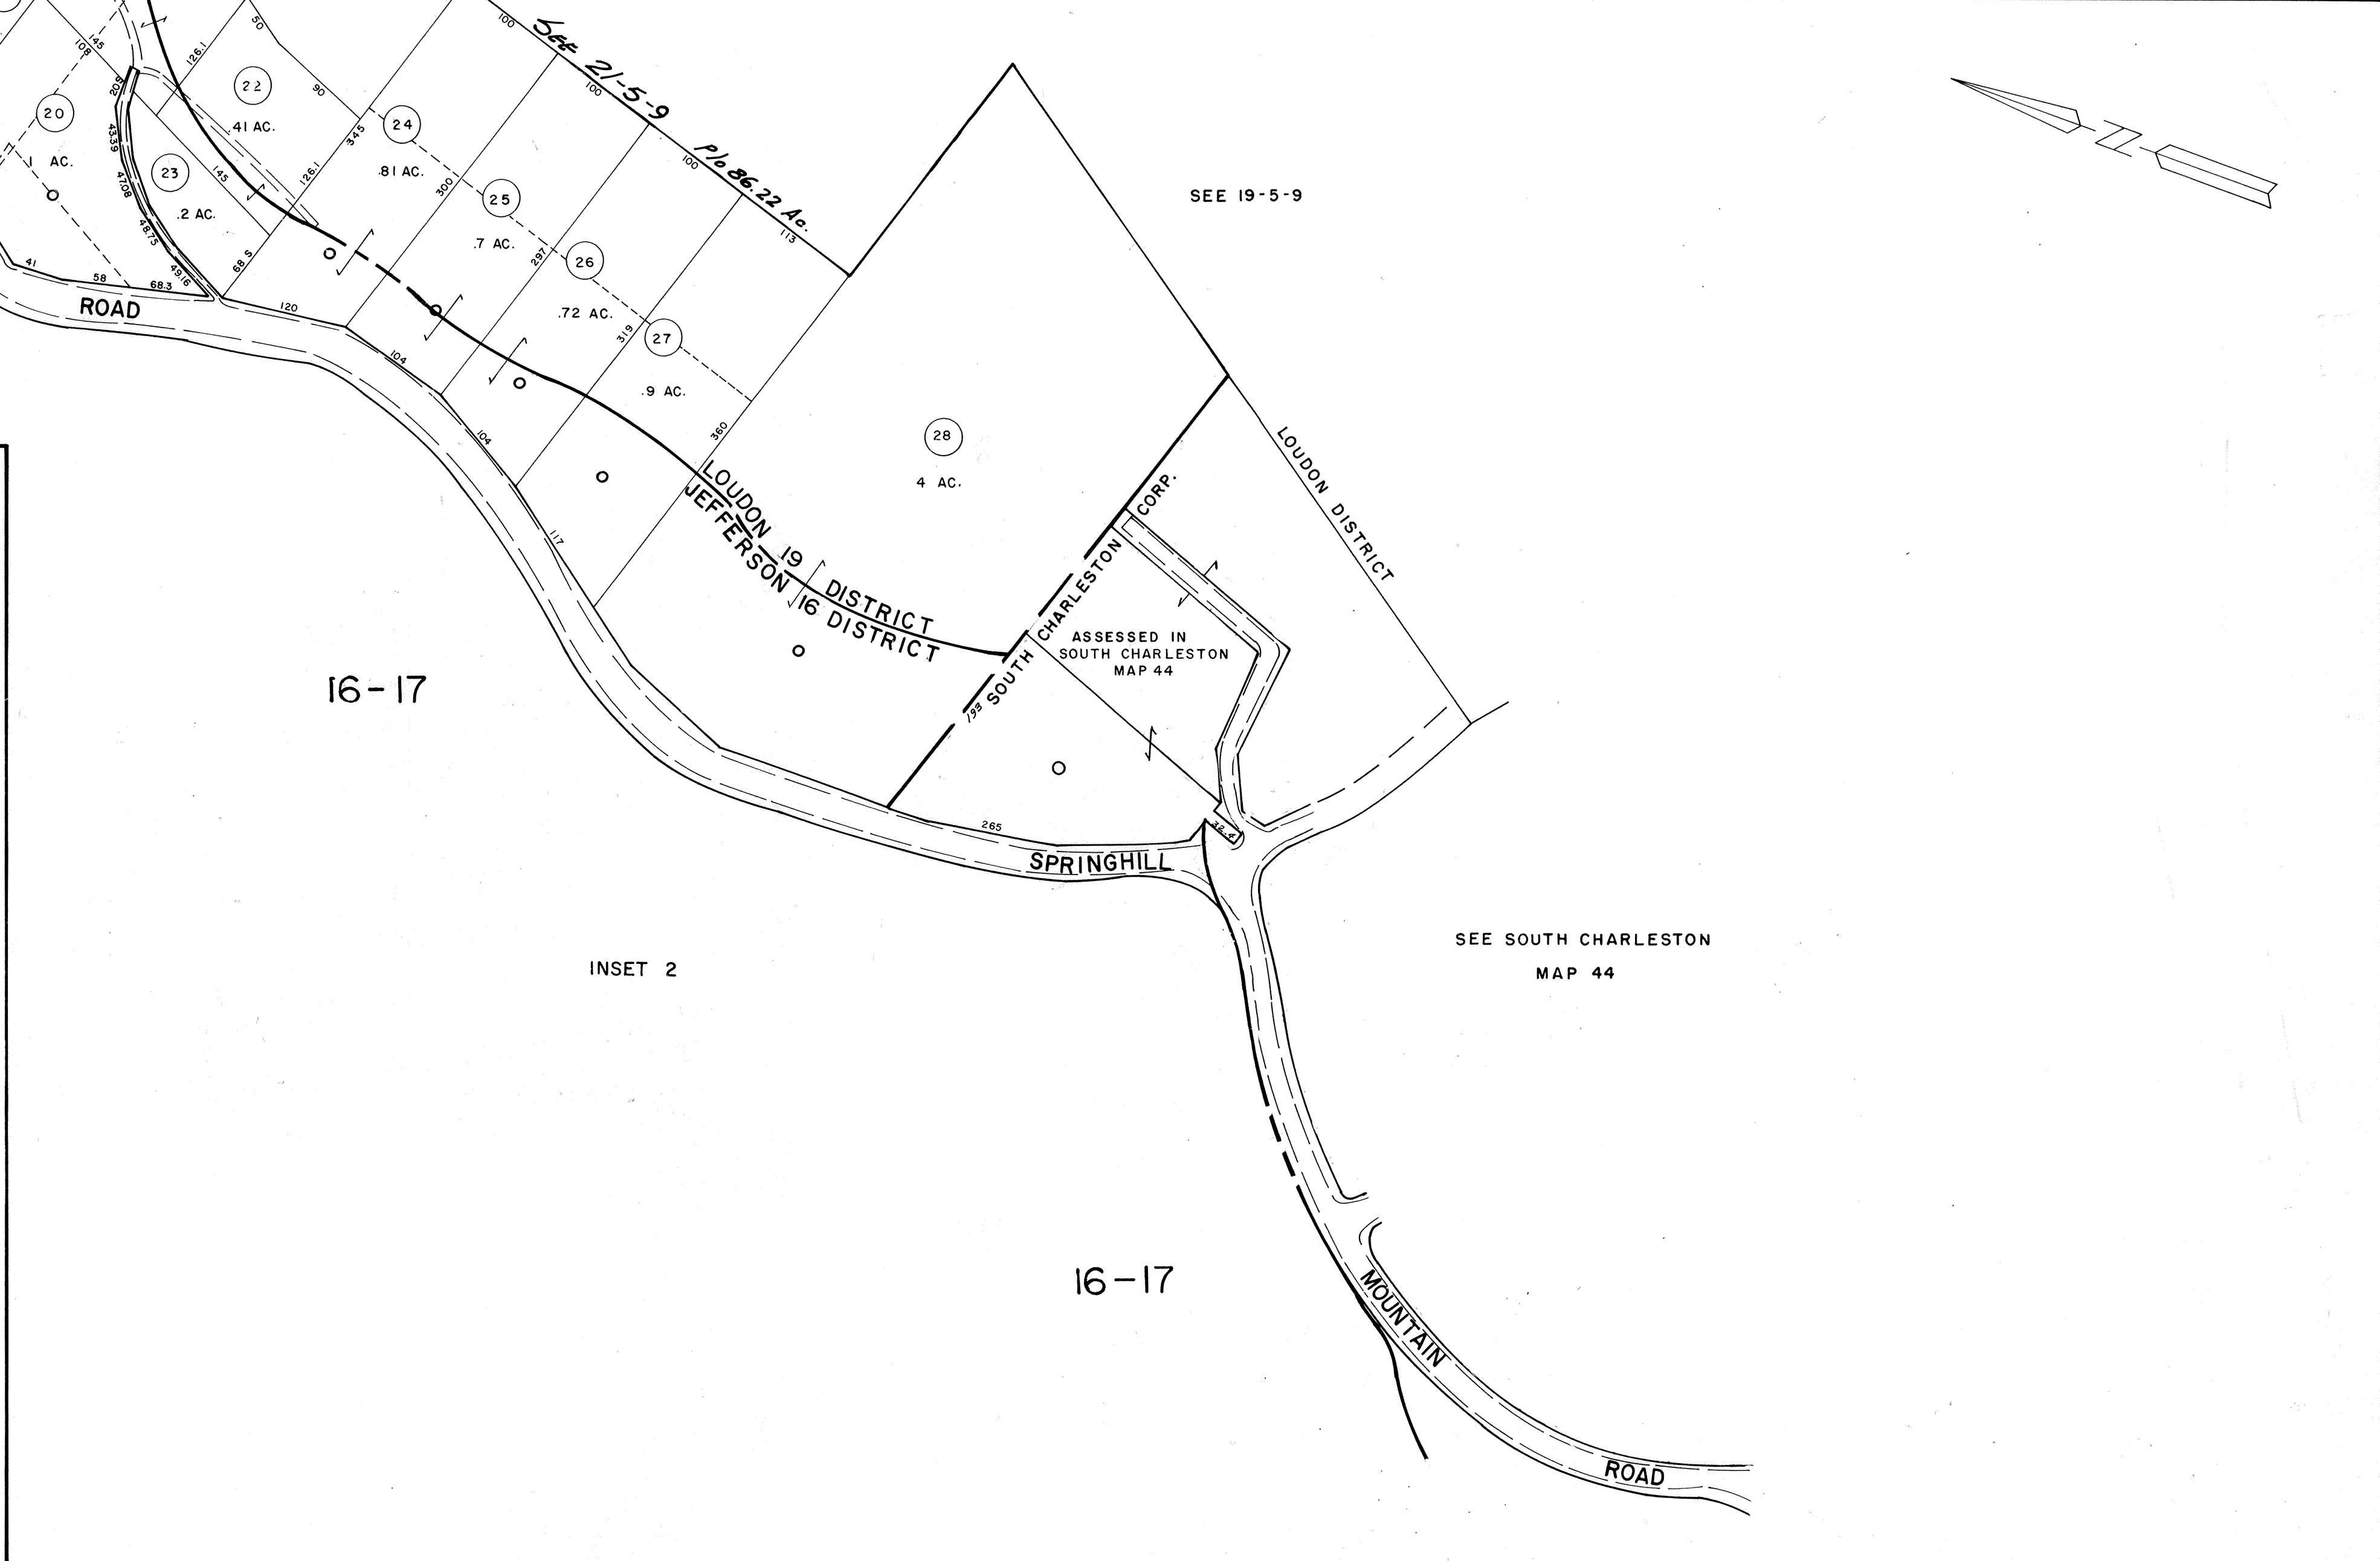 SEE 21-5-9
P/O 86.22 Ac.
100
100
100
113
50
90
145
108
126.1
22
.41 AC.
126.1
345
20
1 AC.
20 S
43.39
47.08
48.75
49.16
23
.2 AC.
145
68 S
24
.81 AC.
300
25
.7 AC.
297
26
.72 AC.
319
27
.9 AC.
360
28
4 AC.
41
58
68.3
ROAD
120
104
104
117
LOUDON 19 DISTRICT
JEFFERSON 16 DISTRICT
SEE 19-5-9
N
LOUDON DISTRICT
193
SOUTH CHARLESTON CORP.
ASSESSED IN
SOUTH CHARLESTON
MAP 44
16-17
265
32.4
SPRINGHILL
INSET 2
SEE SOUTH CHARLESTON
MAP 44
16-17
MOUNTAIN
ROAD